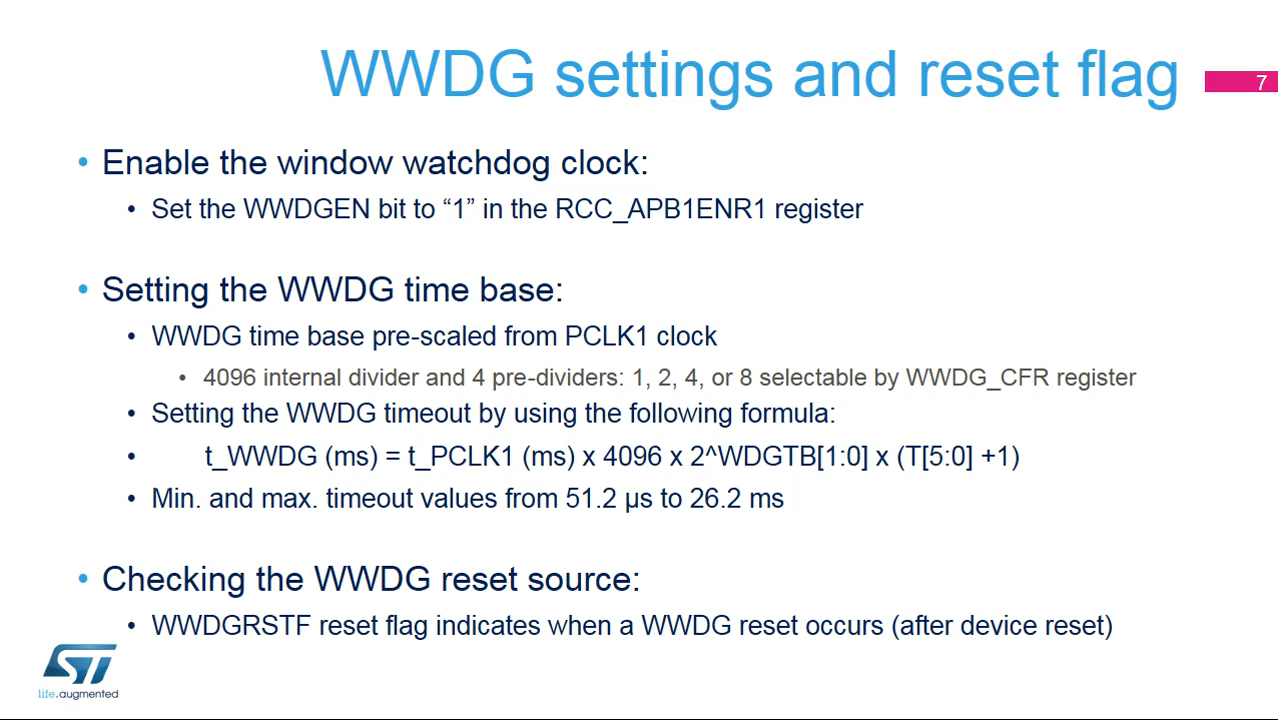 WWDG settings and reset flag
7
• Enable the window watchdog clock:
• Set the WWDGEN bit to “1” in the RCC_APB1ENR1 register
• Setting the WWDG time base:
• WWDG time base pre-scaled from PCLK1 clock
• 4096 internal divider and 4 pre-dividers: 1, 2, 4, or 8 selectable by WWDG_CFR register
• Setting the WWDG timeout by using the following formula:
• t_WWDG (ms) = t_PCLK1 (ms) x 4096 x 2^WDGTB[1:0] x (T[5:0] +1)
• Min. and max. timeout values from 51.2 µs to 26.2 ms
• Checking the WWDG reset source:
• WWDGRSTF reset flag indicates when a WWDG reset occurs (after device reset)
ST
life.augmented